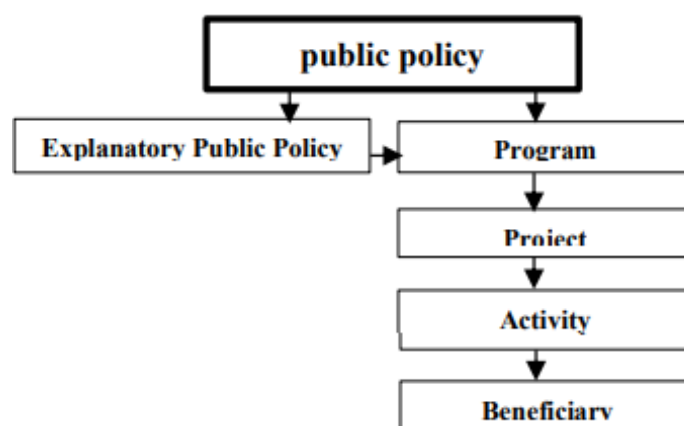 public policy
Explanatory Public Policy
Program
Project
Activity
Beneficiary